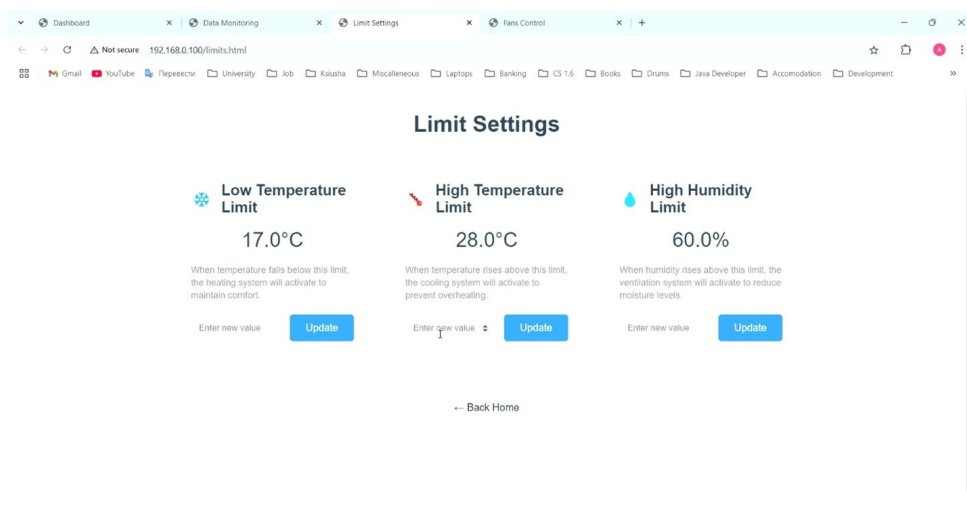 Dashboard
Data Monitoring
Limit Settings
Fans Control
Not secure
192.168.0.100/limits.html
A
Gmail
YouTube
Перевести
University
Job
Ksiusha
Miscalleneous
Laptops
Banking
CS 1.6
Books
Drums
Java Developer
Accomodation
Development
Limit Settings
Low Temperature
Limit
17.0°C
When temperature falls below this limit,
the heating system will activate to
maintain comfort.
Enter new value
Update
High Temperature
Limit
28.0°C
When temperature rises above this limit,
the cooling system will activate to
prevent overheating.
Enter new value
Update
High Humidity
Limit
60.0%
When humidity rises above this limit, the
ventilation system will activate to reduce
moisture levels.
Enter new value
Update
← Back Home